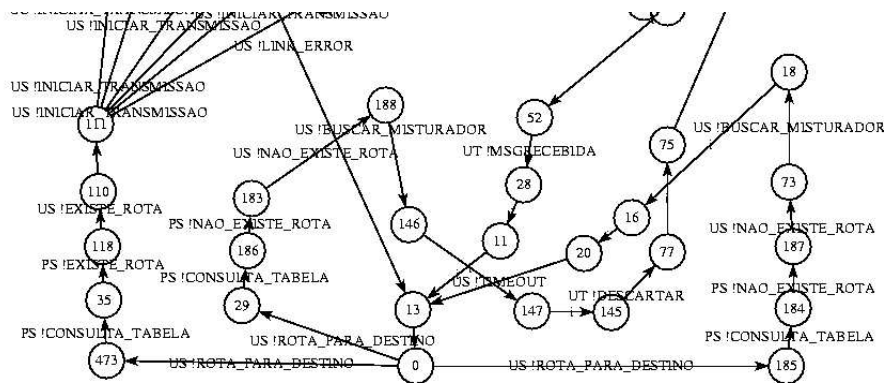 US !INICIAR_TRANSMISSAO
US !INICIAR_TRANSMISSAO
US !LINK_ERROR
US !INICIAR_TRANSMISSAO
US !INICIAR_TRANSMISSAO
18
188
52
US !BUSCAR_MISTURADOR
US !BUSCAR_MISTURADOR
75
UT !MSGRECEBIDA
US !NAO_EXISTE_ROTA
28
110
183
73
16
US !EXISTE_ROTA
PS !NAO_EXISTE_ROTA
146
118
186
11
20
77
187
US !NAO_EXISTE_ROTA
PS !EXISTE_ROTA
PS !CONSULTA_TABELA
US !TIMEOUT
UT !DESCARTAR
PS !NAO_EXISTE_ROTA
35
29
13
147
145
184
PS !CONSULTA_TABELA
US !ROTA_PARA_DESTINO
PS !CONSULTA_TABELA
473
US !ROTA_PARA_DESTINO
0
US !ROTA_PARA_DESTINO
185